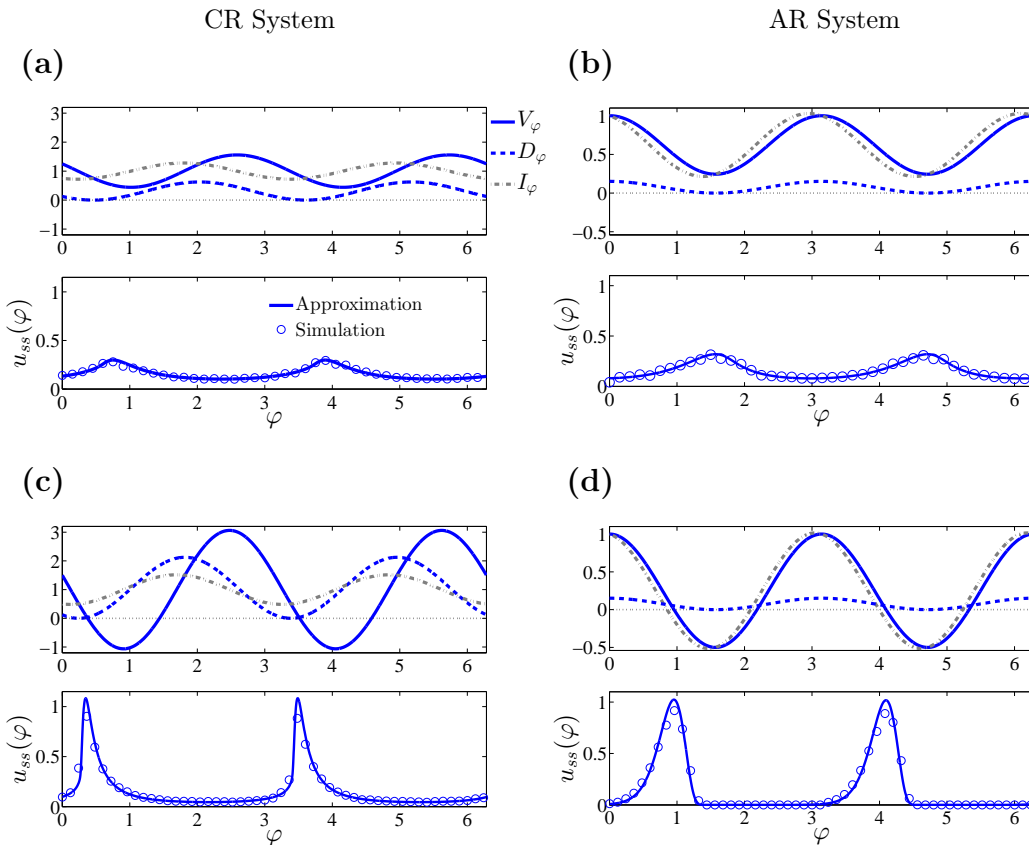 CR System
AR System
(a)
(b)
3
2
1
0
−1
0 1 2 3 4 5 6
V_φ
D_φ
I_φ
1
0.5
0
−0.5
0 1 2 3 4 5 6
u_ss(φ)
1
0.5
0
Approximation
Simulation
0 1 2 3 4 5 6
φ
1
0.5
0
0 1 2 3 4 5 6
φ
(c)
(d)
3
2
1
0
−1
0 1 2 3 4 5 6
1
0.5
0
−0.5
0 1 2 3 4 5 6
u_ss(φ)
1
0.5
0
0 1 2 3 4 5 6
φ
u_ss(φ)
1
0.5
0
0 1 2 3 4 5 6
φ